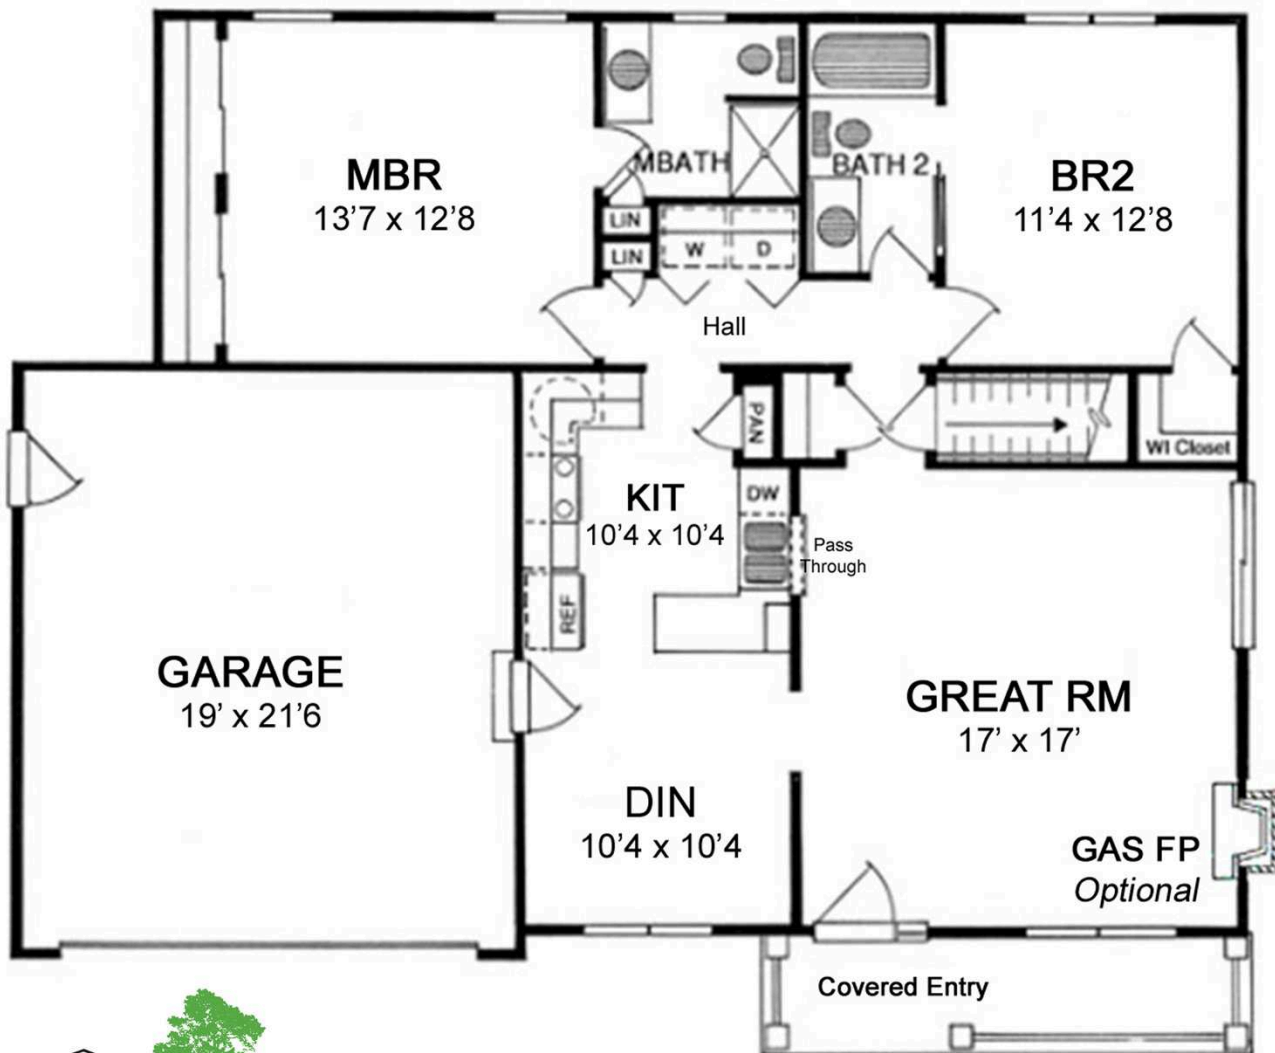 MBR
13'7 x 12'8
MBATH
BATH 2
BR2
11'4 x 12'8
LIN
LIN
W
D
Hall
PAN
WI Closet
KIT
10'4 x 10'4
DW
Pass
Through
REF
GARAGE
19' x 21'6
GREAT RM
17' x 17'
DIN
10'4 x 10'4
GAS FP
Optional
Covered Entry